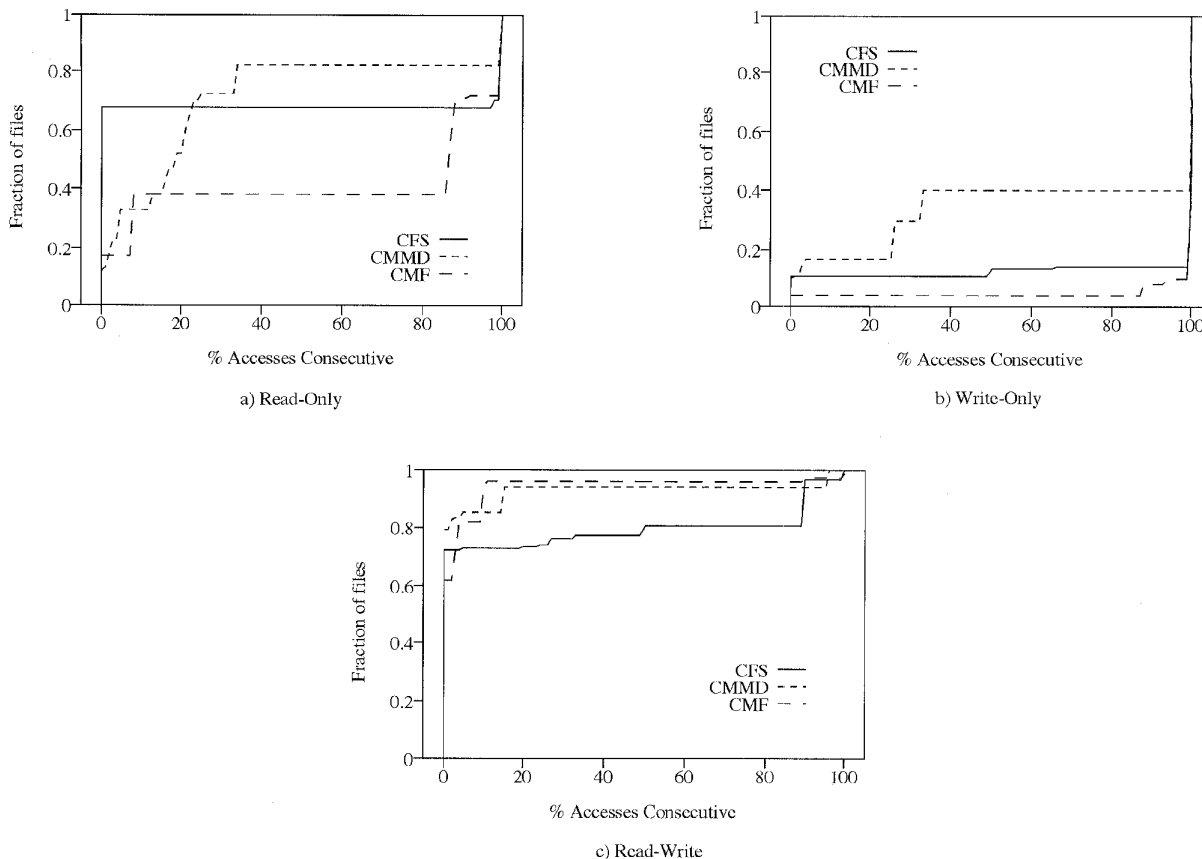 1
0.8
0.6
0.4
0.2
0
Fraction of files
CFS
CMMD
CMF
0 20 40 60 80 100
% Accesses Consecutive
a) Read-Only
1
0.8
0.6
0.4
0.2
0
Fraction of files
CFS
CMMD
CMF
0 20 40 60 80 100
% Accesses Consecutive
b) Write-Only
1
0.8
0.6
0.4
0.2
0
Fraction of files
CFS
CMMD
CMF
0 20 40 60 80 100
% Accesses Consecutive
c) Read-Write